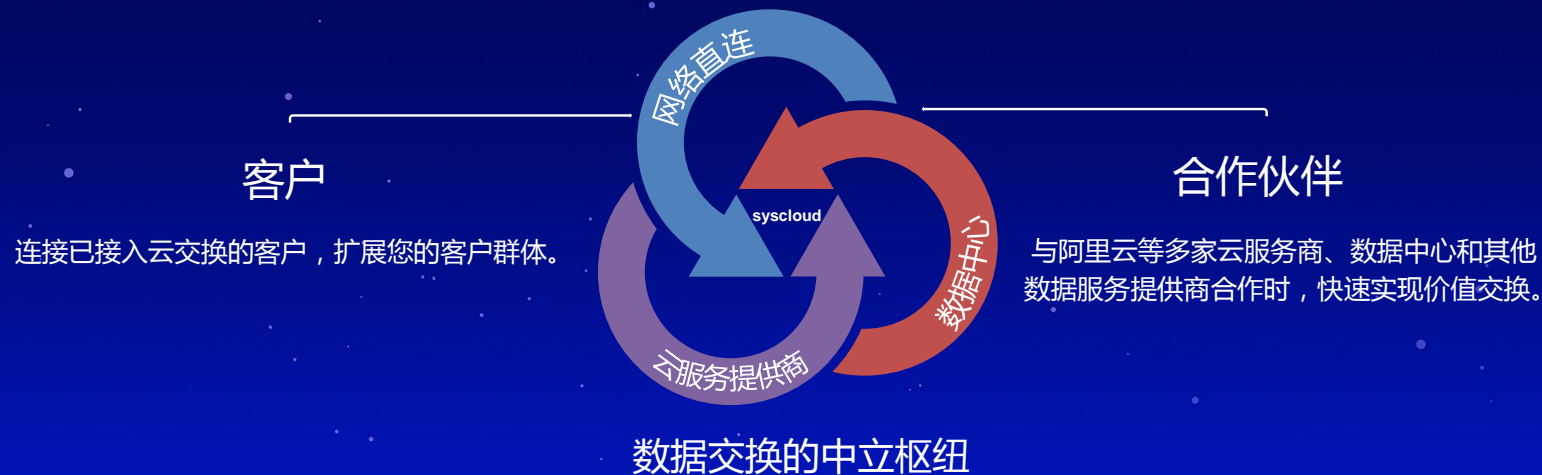 网络直连
客户
连接已接入云交换的客户，扩展您的客户群体。
syscloud
数据中心
云服务提供商
合作伙伴
与阿里云等多家云服务商、数据中心和其他
数据服务提供商合作时，快速实现价值交换。
数据交换的中立枢纽